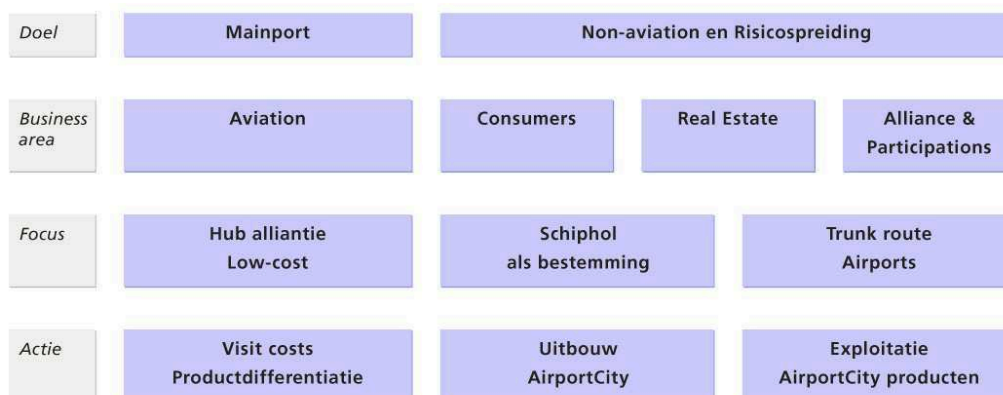 Doel
Mainport
Non-aviation en Risicospreiding
Business
area
Aviation
Consumers
Real Estate
Alliance &
Participations
Focus
Hub alliantie
Low-cost
Schiphol
als bestemming
Trunk route
Airports
Actie
Visit costs
Productdifferentiatie
Uitbouw
AirportCity
Exploitatie
AirportCity producten